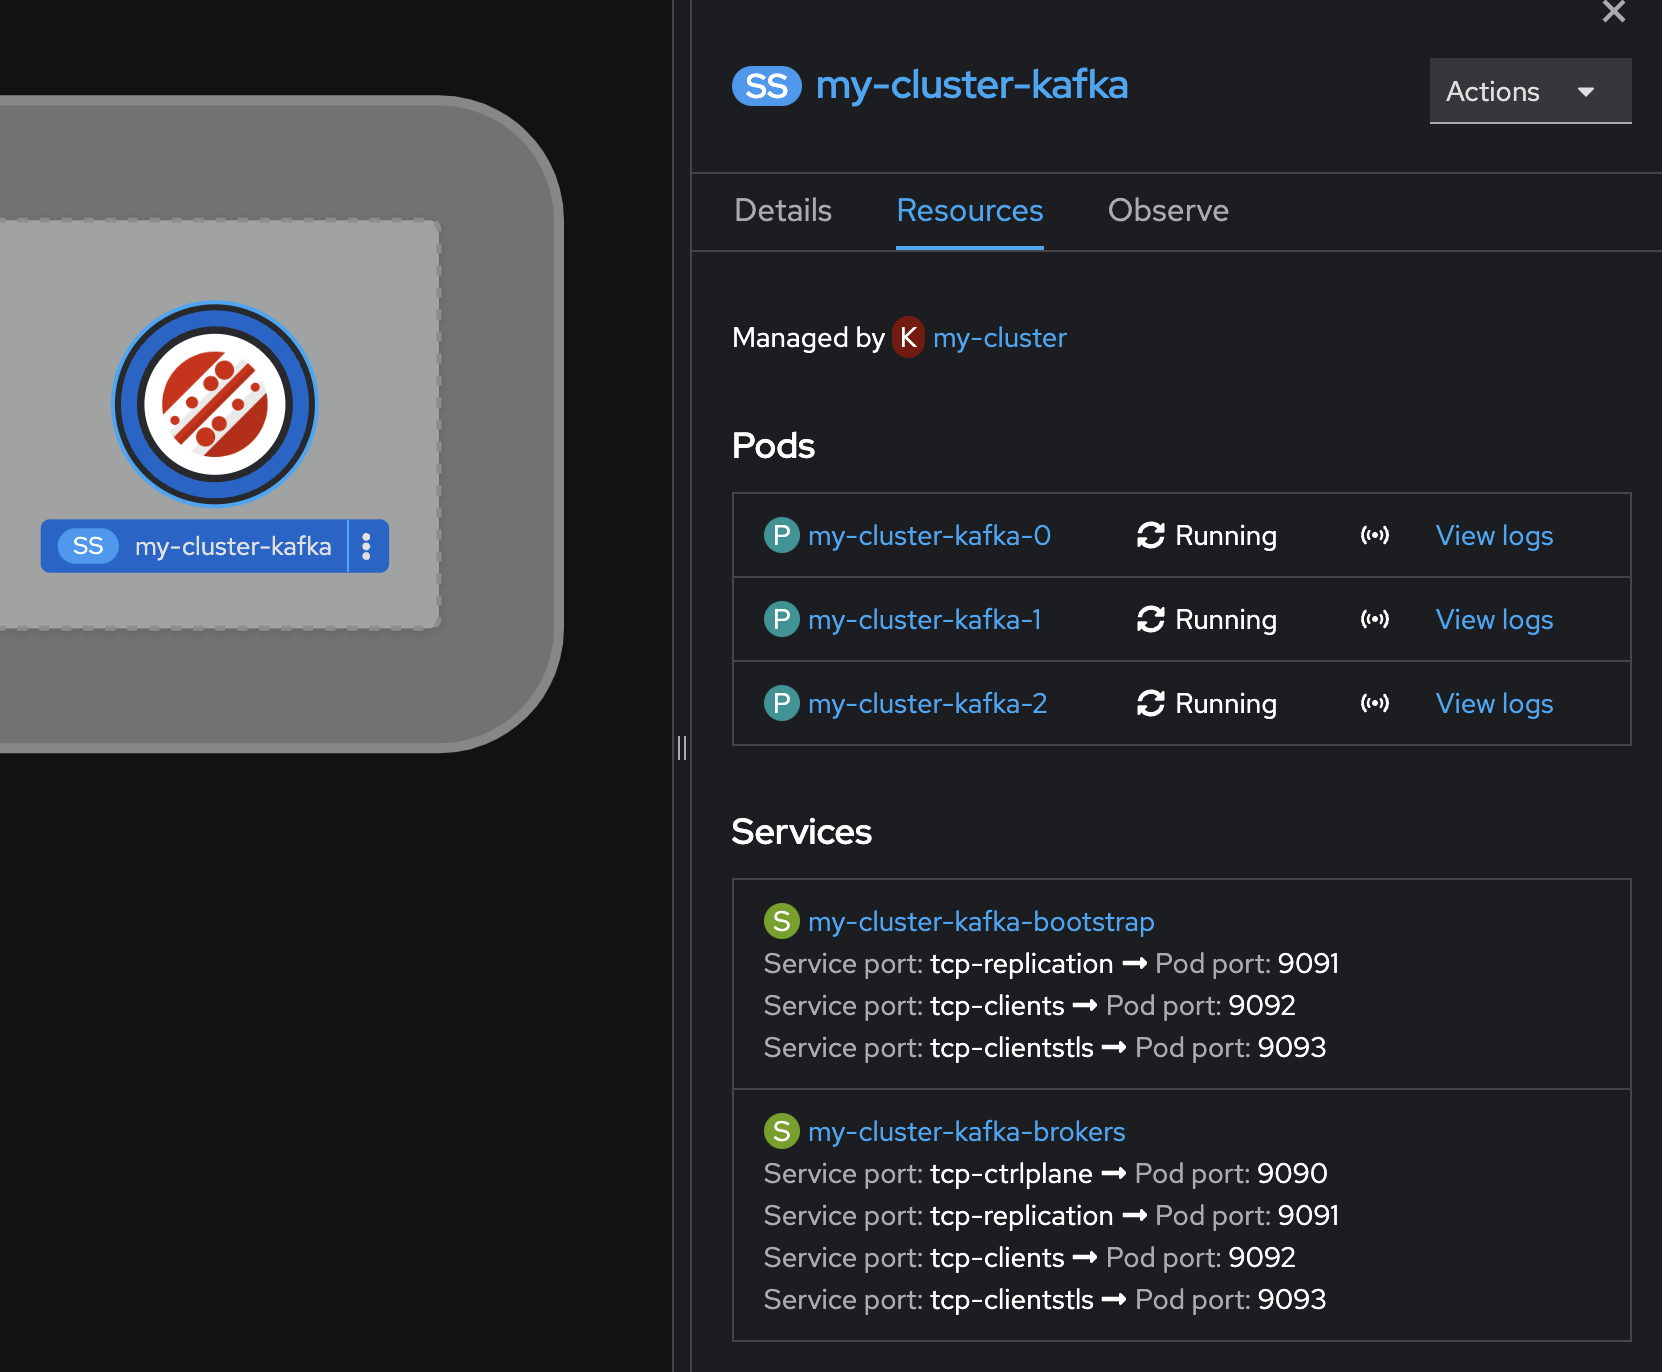 SS my-cluster-kafka
Actions
Details Resources Observe
Managed by K my-cluster
Pods
P my-cluster-kafka-0 Running View logs
P my-cluster-kafka-1 Running View logs
P my-cluster-kafka-2 Running View logs
Services
S my-cluster-kafka-bootstrap
Service port: tcp-replication → Pod port: 9091
Service port: tcp-clients → Pod port: 9092
Service port: tcp-clientstls → Pod port: 9093
S my-cluster-kafka-brokers
Service port: tcp-ctrlplane → Pod port: 9090
Service port: tcp-replication → Pod port: 9091
Service port: tcp-clients → Pod port: 9092
Service port: tcp-clientstls → Pod port: 9093
SS my-cluster-kafka